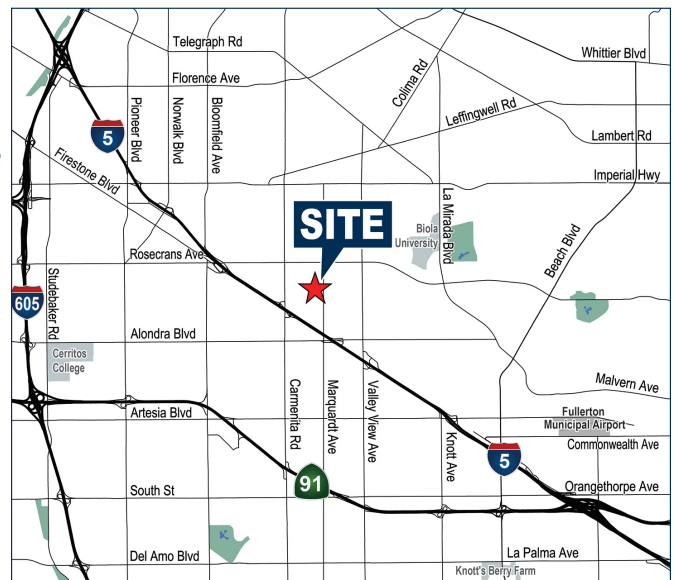 Telegraph Rd
Whittier Blvd
Colima Rd
Florence Ave
Leffingwell Rd
Pioneer Blvd
Norwalk Blvd
Bloomfield Ave
5
Lambert Rd
Firestone Blvd
Imperial Hwy
SITE
La Mirada Blvd
Biola
University
Beach Blvd
Rosecrans Ave
605
Studebaker Rd
Alondra Blvd
Cerritos
College
Carmenita Rd
Marquardt Ave
Valley View Ave
Malvern Ave
Artesia Blvd
Fullerton
Municipal Airport
Knott Ave
Commonwealth Ave
5
91
South St
Orangethorpe Ave
Del Amo Blvd
La Palma Ave
Knott's Berry Farm